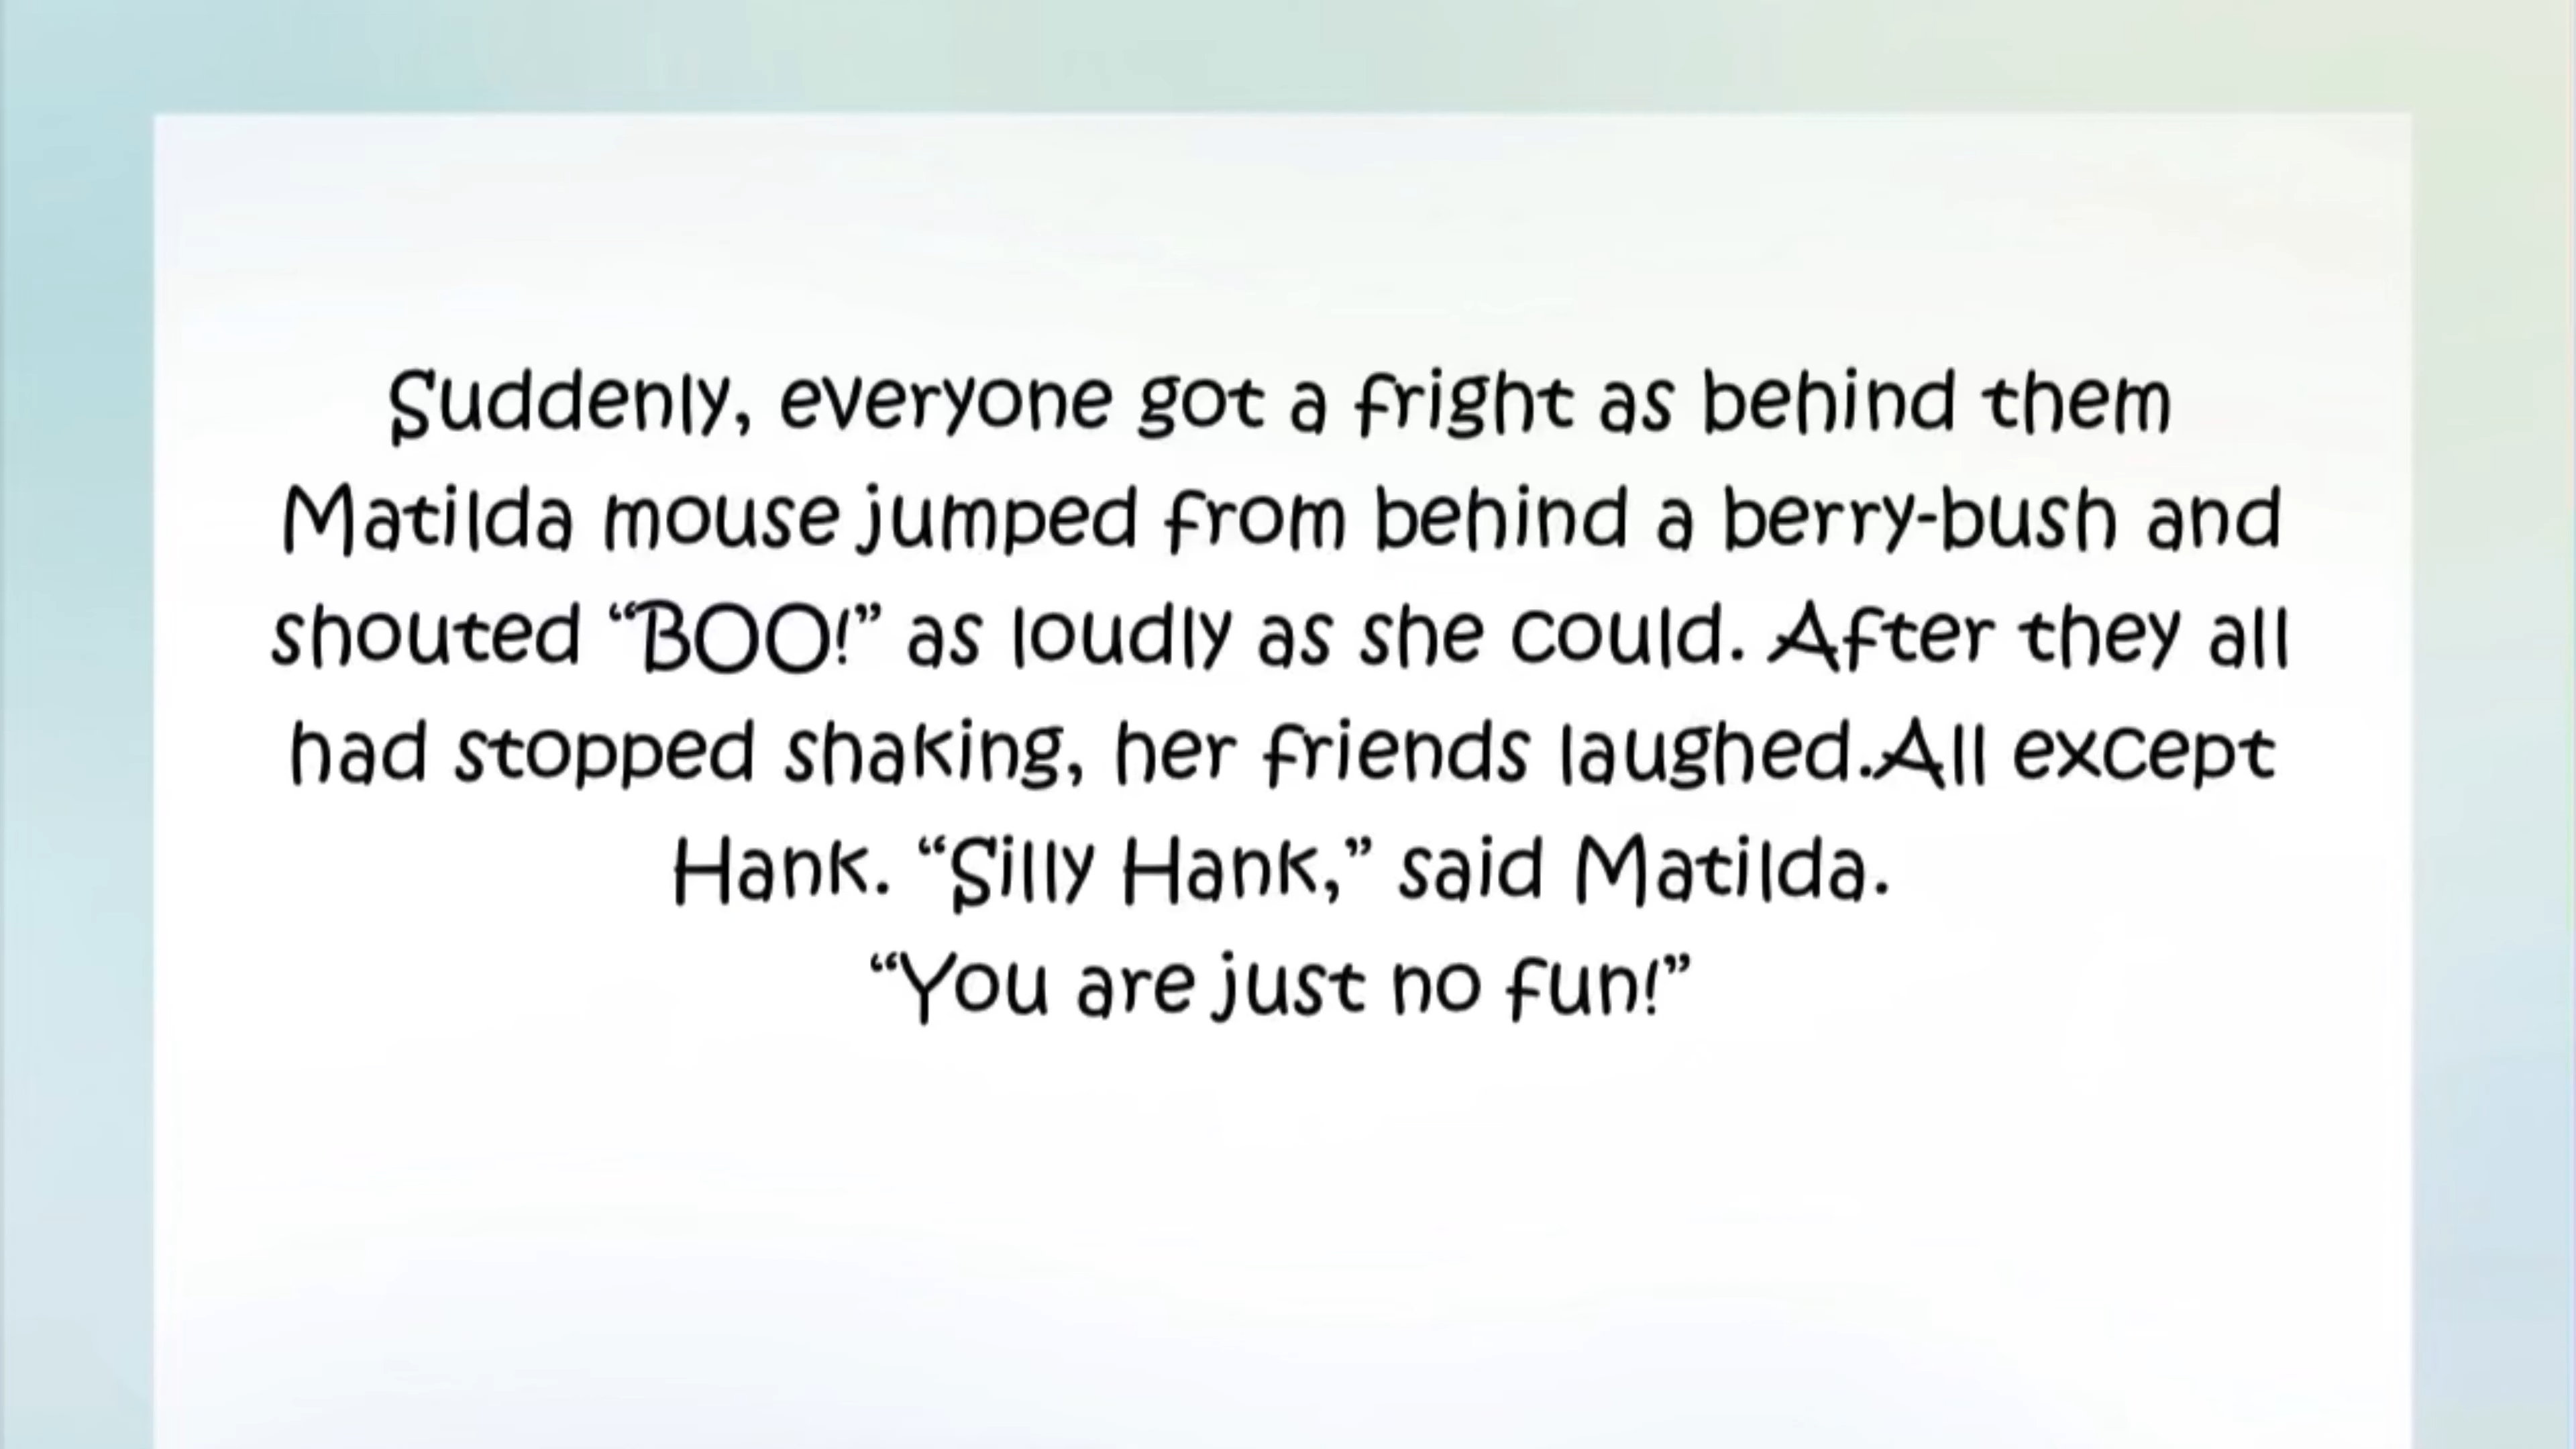 Suddenly, everyone got a fright as behind them
Matilda mouse jumped from behind a berry-bush and
shouted “BOO!” as loudly as she could. After they all
had stopped shaking, her friends laughed.All except
Hank. “Silly Hank,” said Matilda.
“You are just no fun!”